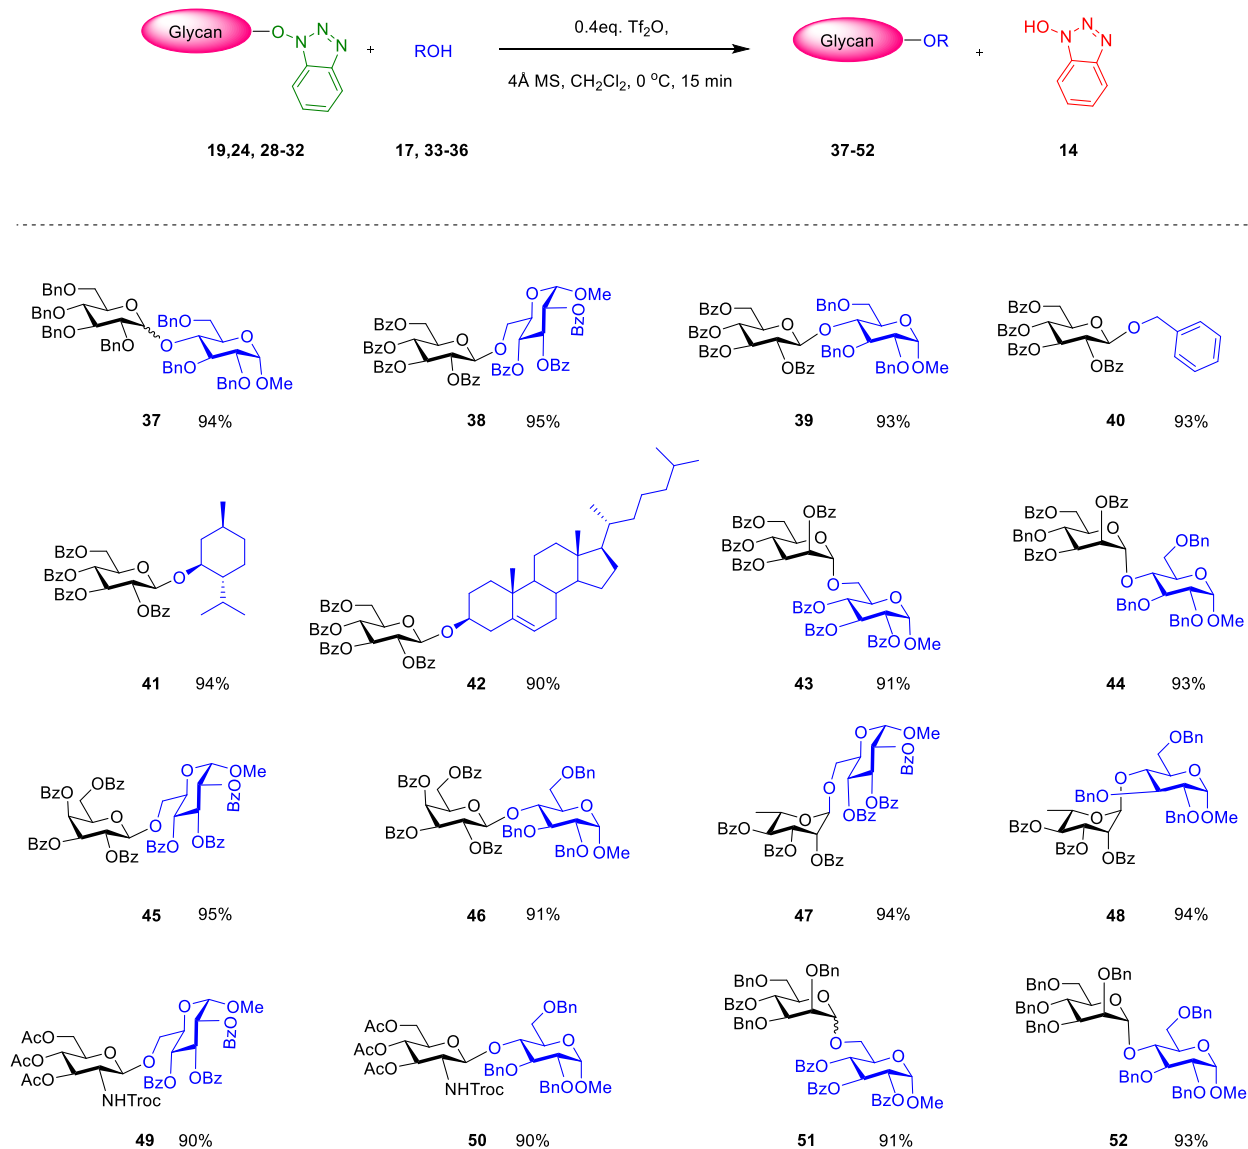 Glycan O N N N + ROH 0.4eq. Tf2O, Glycan OR + HO N N N
4Å MS, CH2Cl2, 0 oC, 15 min
19,24, 28-32 17, 33-36 37-52 14
BnO BnO BnO O BnO BnO O O BnO BnO OMe
BzO BzO BzO O OBz O O OMe OBz BzO OBz
BzO BzO BzO O OBz O BnO O BnO BnO OMe
BzO BzO BzO O OBz O
37 94% 38 95% 39 93% 40 93%
BzO BzO BzO O OBz O
BzO BzO BzO O OBz O
BzO BzO BzO OBz O O O BzO BzO BzO OMe
BzO BnO BzO OBz O O OBn O BnO BnO OMe
41 94% 42 90% 43 91% 44 93%
BzO OBz BzO O OBz O O OMe OBz BzO OBz
BzO OBz BzO O OBz O OBn O BnO BnO OMe
O OMe OBz O O OBz BzO BzO BzO OBz
OBn O O BnO BnO OMe O BzO BzO OBz
45 95% 46 91% 47 94% 48 94%
AcO AcO AcO O NHTroc O O OMe OBz BzO OBz
AcO AcO AcO O NHTroc O OBn O BnO BnO OMe
BnO BzO BnO OBn O O O BzO BzO BzO OMe
BnO BnO BnO OBn O O OBn O BnO BnO OMe
49 90% 50 90% 51 91% 52 93%